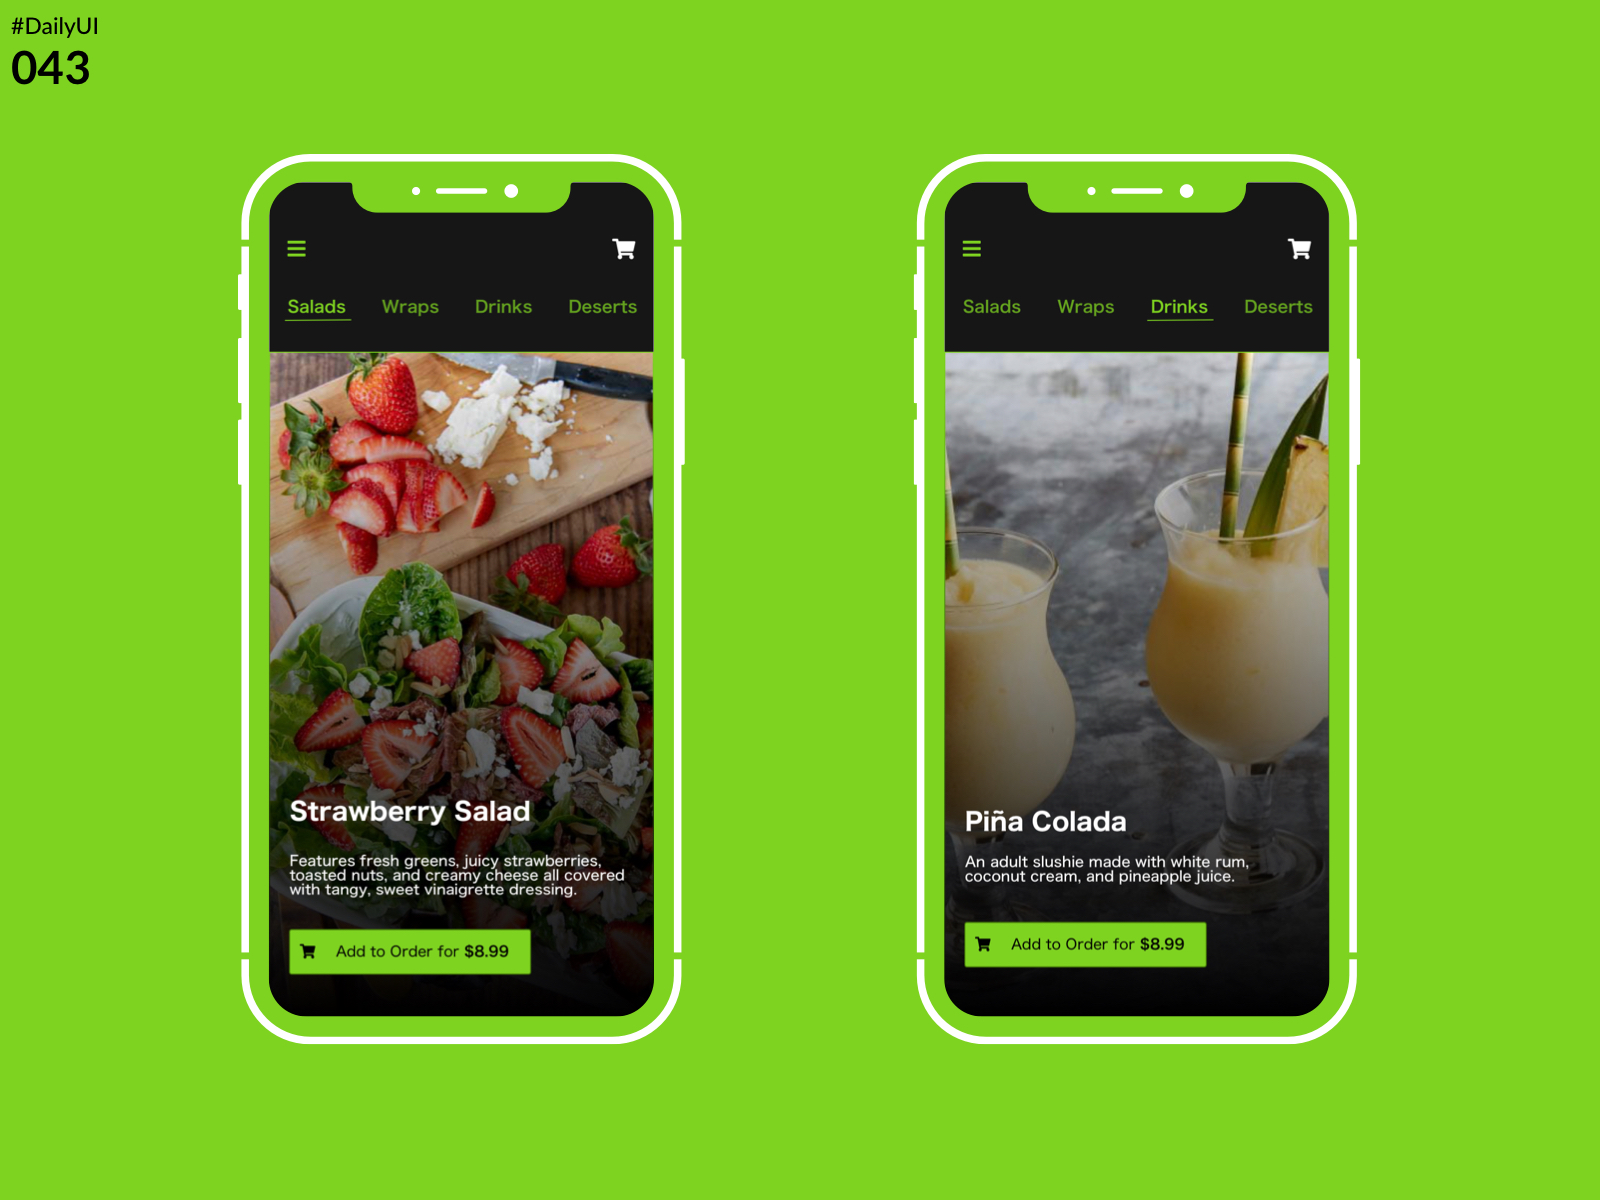 #DailyUI
043
Salads Wraps Drinks Deserts
Strawberry Salad
Features fresh greens, juicy strawberries,
toasted nuts, and creamy cheese all covered
with tangy, sweet vinaigrette dressing.
Add to Order for $8.99
Salads Wraps Drinks Deserts
Piña Colada
An adult slushie made with white rum,
coconut cream, and pineapple juice.
Add to Order for $8.99